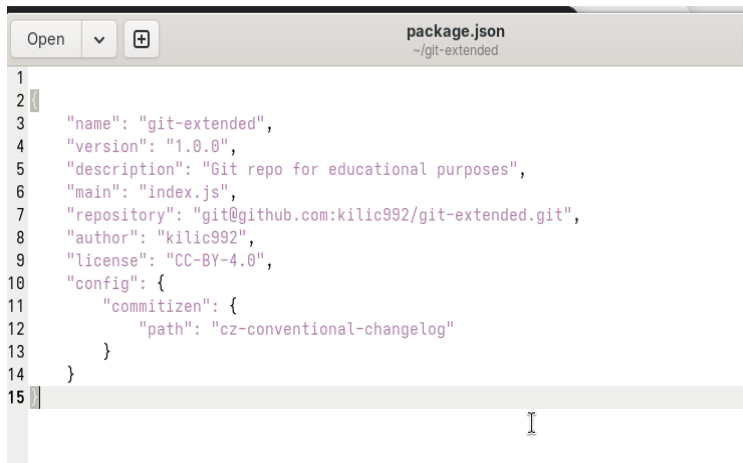 Open
package.json
~/git-extended
1
2 {
3 "name": "git-extended",
4 "version": "1.0.0",
5 "description": "Git repo for educational purposes",
6 "main": "index.js",
7 "repository": "git@github.com:kilic992/git-extended.git",
8 "author": "kilic992",
9 "license": "CC-BY-4.0",
10 "config": {
11 "commitizen": {
12 "path": "cz-conventional-changelog"
13 }
14 }
15 }